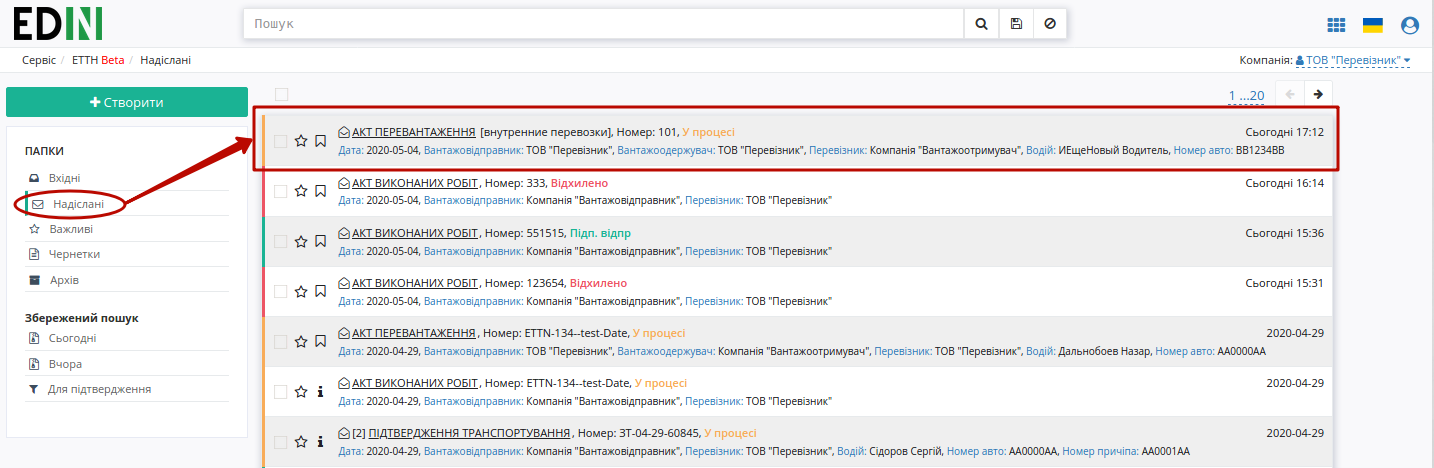 EDIN
Пошук
Сервіс / ЕТТН Beta / Надіслані
Компанія: ТОВ "Перевізник"
Створити
1 ...20
ПАПКИ
Вхідні
Надіслані
Важливі
Чернетки
Архів
Збережений пошук
Сьогодні
Вчора
Для підтвердження
АКТ ПЕРЕВАНТАЖЕННЯ [внутренние перевозки], Номер: 101, У процесі Сьогодні 17:12
Дата: 2020-05-04, Вантажовідправник: ТОВ "Перевізник", Вантажоодержувач: ТОВ "Перевізник", Перевізник: Компанія "Вантажоотримувач", Водій: ИЕщеНовый Водитель, Номер авто: ВВ1234ВВ
АКТ ВИКОНАНИХ РОБІТ, Номер: 333, Відхилено Сьогодні 16:14
Дата: 2020-05-04, Вантажовідправник: Компанія "Вантажовідправник", Перевізник: ТОВ "Перевізник"
АКТ ВИКОНАНИХ РОБІТ, Номер: 551515, Підп. відпр Сьогодні 15:36
Дата: 2020-05-04, Вантажовідправник: Компанія "Вантажовідправник", Перевізник: ТОВ "Перевізник"
АКТ ВИКОНАНИХ РОБІТ, Номер: 123654, Відхилено Сьогодні 15:31
Дата: 2020-05-04, Вантажовідправник: Компанія "Вантажовідправник", Перевізник: ТОВ "Перевізник"
АКТ ПЕРЕВАНТАЖЕННЯ, Номер: ETTN-134--test-Date, У процесі 2020-04-29
Дата: 2020-04-29, Вантажовідправник: ТОВ "Перевізник", Вантажоодержувач: Компанія "Вантажоотримувач", Перевізник: ТОВ "Перевізник", Водій: Дальнобоев Назар, Номер авто: АА0000АА
АКТ ВИКОНАНИХ РОБІТ, Номер: ETTN-134--test-Date, У процесі 2020-04-29
Дата: 2020-04-29, Вантажовідправник: Компанія "Вантажовідправник", Перевізник: ТОВ "Перевізник"
[2] ПІДТВЕРДЖЕННЯ ТРАНСПОРТУВАННЯ, Номер: ЗТ-04-29-60845, У процесі 2020-04-29
Дата: 2020-04-29, Вантажовідправник: Компанія "Вантажовідправник", Перевізник: ТОВ "Перевізник", Водій: Сідоров Сергій, Номер авто: АА0000АА, Номер причіпа: АА0001АА